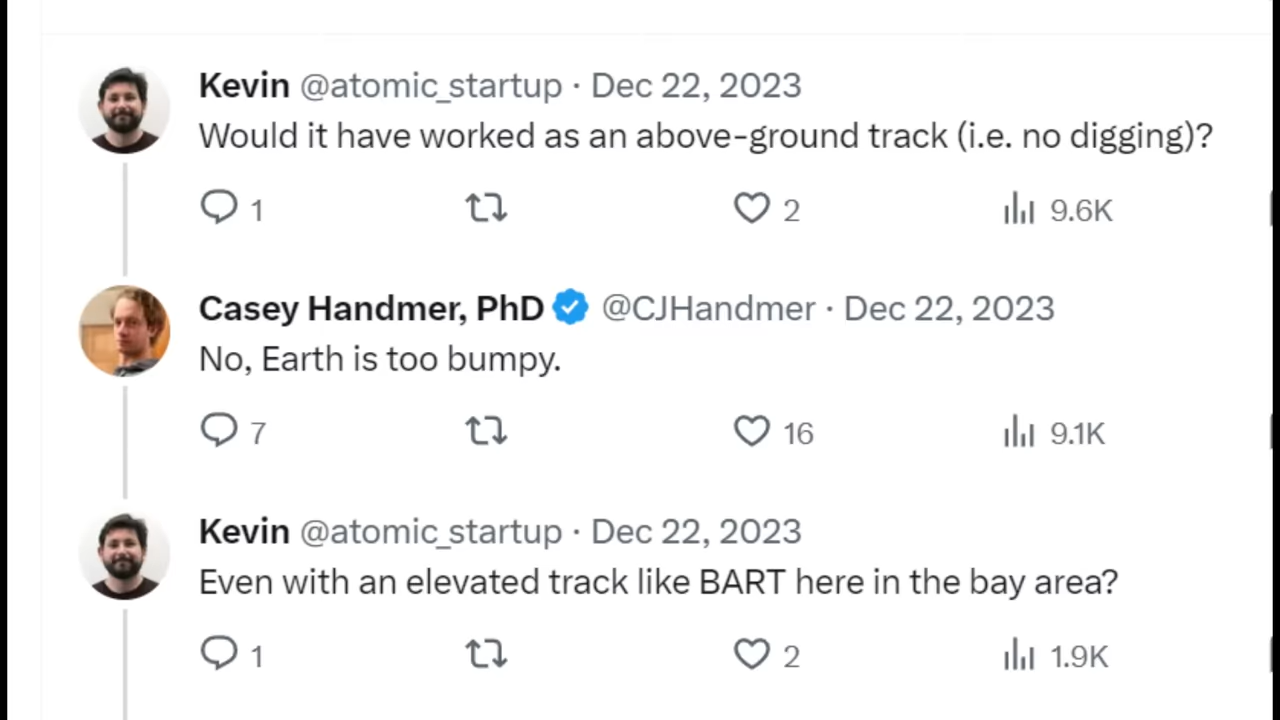 Kevin @atomic_startup · Dec 22, 2023
Would it have worked as an above-ground track (i.e. no digging)?
1 2 9.6K
Casey Handmer, PhD @CJHandmer · Dec 22, 2023
No, Earth is too bumpy.
7 16 9.1K
Kevin @atomic_startup · Dec 22, 2023
Even with an elevated track like BART here in the bay area?
1 2 1.9K